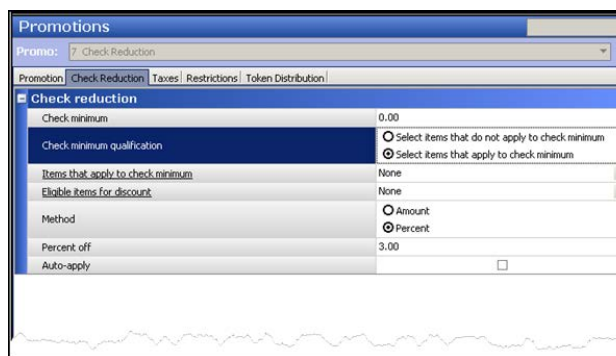 Promotions
Promo: 7 Check Reduction
Promotion Check Reduction Taxes Restrictions Token Distribution
Check reduction
Check minimum 0.00
Check minimum qualification
Select items that do not apply to check minimum
Select items that apply to check minimum
Items that apply to check minimum None
Eligible items for discount None
Method
Amount
Percent
Percent off 3.00
Auto-apply